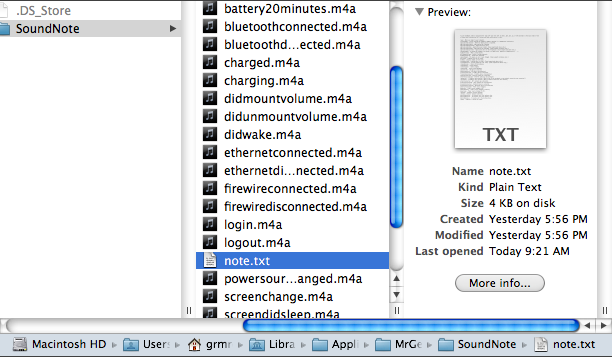 .DS_Store
SoundNote
battery20minutes.m4a
bluetoothconnected.m4a
bluetoothd...ected.m4a
charged.m4a
charging.m4a
didmountvolume.m4a
didunmountvolume.m4a
didwake.m4a
ethernetconnected.m4a
ethernetdi...nected.m4a
firewireconnected.m4a
firewiredisconnected.m4a
login.m4a
logout.m4a
note.txt
powersour...anged.m4a
screenchange.m4a
screendidsleep.m4a
Preview:
TXT
Name note.txt
Kind Plain Text
Size 4 KB on disk
Created Yesterday 5:56 PM
Modified Yesterday 5:56 PM
Last opened Today 9:21 AM
More info...
Macintosh HD Users grmr Libra Appli MrGe SoundNote note.txt